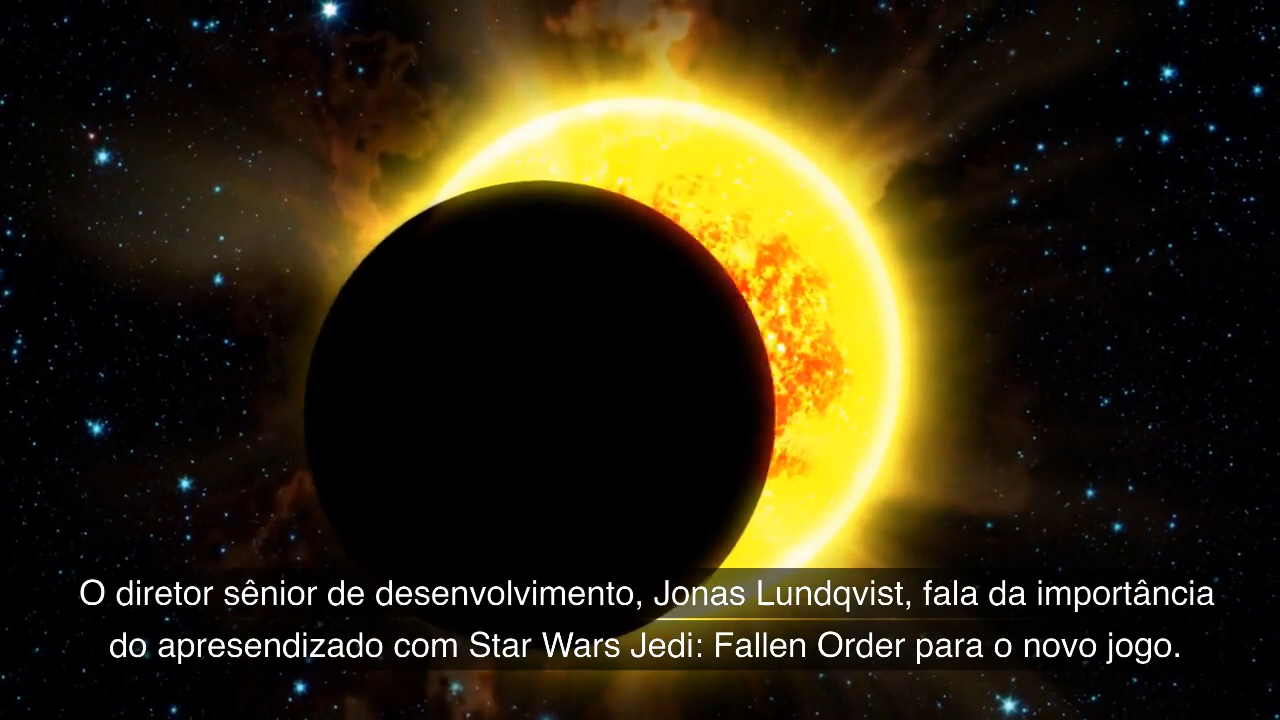 O diretor sênior de desenvolvimento, Jonas Lundqvist, fala da importância
do apresendizado com Star Wars Jedi: Fallen Order para o novo jogo.